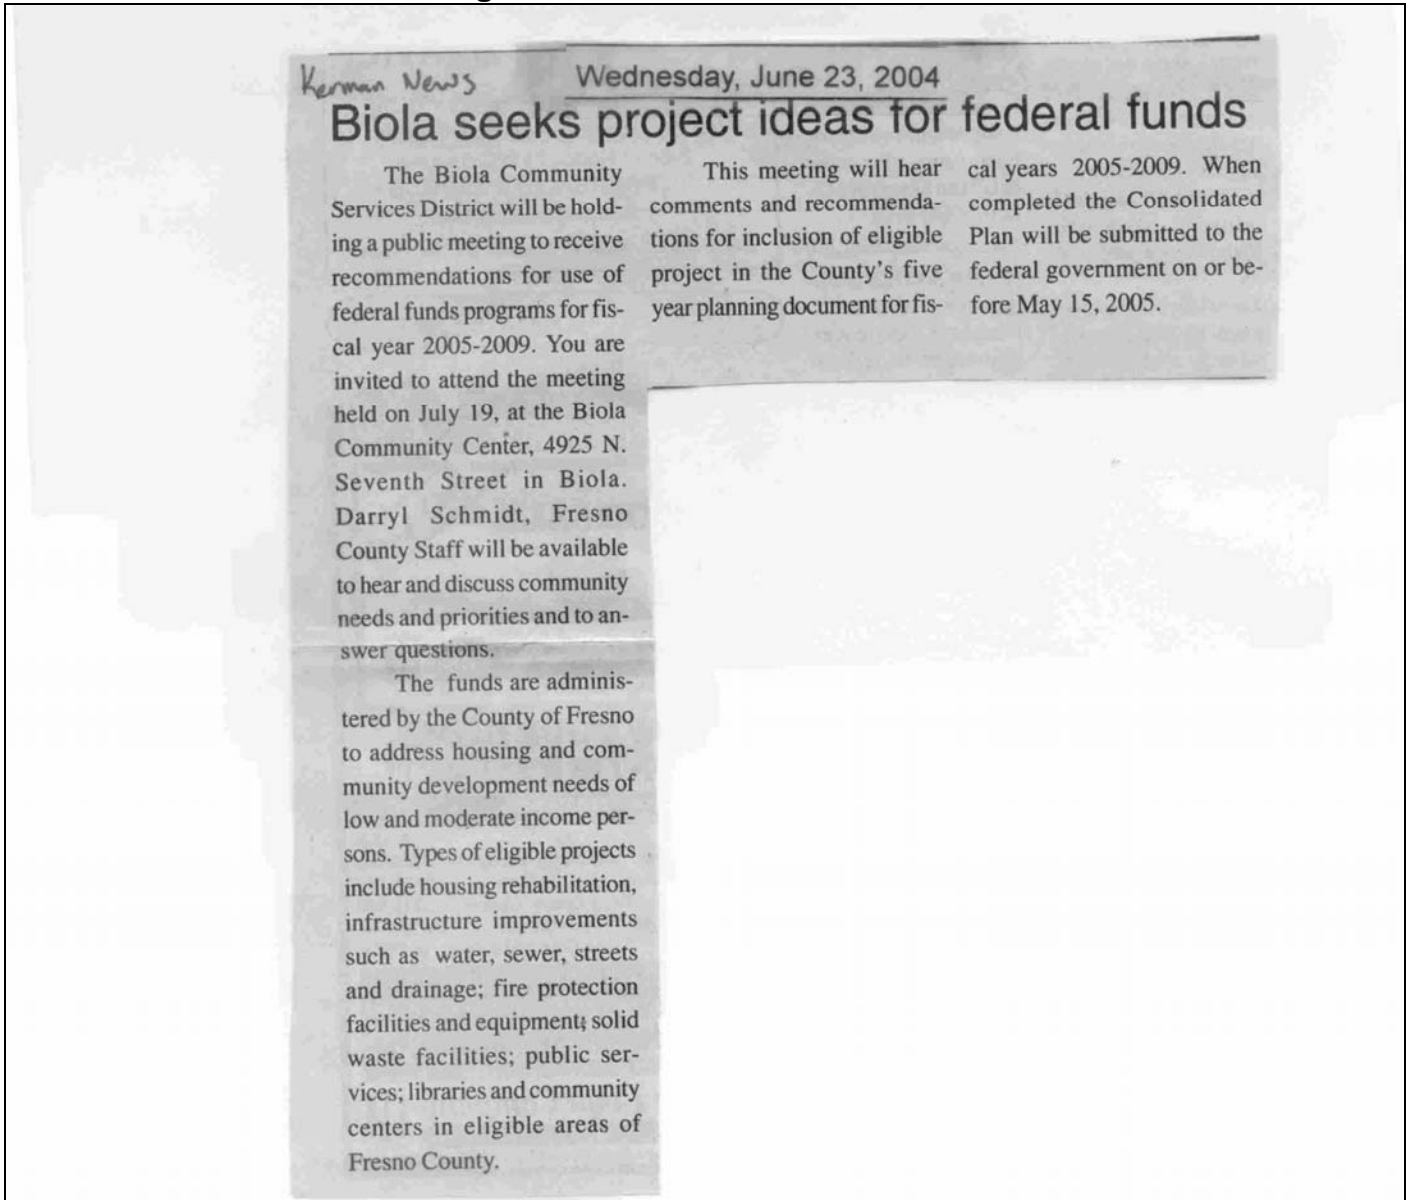 Kerman News
Wednesday, June 23, 2004
Biola seeks project ideas for federal funds
The Biola Community
Services District will be hold-
ing a public meeting to receive
recommendations for use of
federal funds programs for fis-
cal year 2005-2009. You are
invited to attend the meeting
held on July 19, at the Biola
Community Center, 4925 N.
Seventh Street in Biola.
Darryl Schmidt, Fresno
County Staff will be available
to hear and discuss community
needs and priorities and to an-
swer questions.
The funds are adminis-
tered by the County of Fresno
to address housing and com-
munity development needs of
low and moderate income per-
sons. Types of eligible projects
include housing rehabilitation,
infrastructure improvements
such as water, sewer, streets
and drainage; fire protection
facilities and equipment; solid
waste facilities; public ser-
vices; libraries and community
centers in eligible areas of
Fresno County.
This meeting will hear
comments and recommenda-
tions for inclusion of eligible
project in the County's five
year planning document for fis-
cal years 2005-2009. When
completed the Consolidated
Plan will be submitted to the
federal government on or be-
fore May 15, 2005.